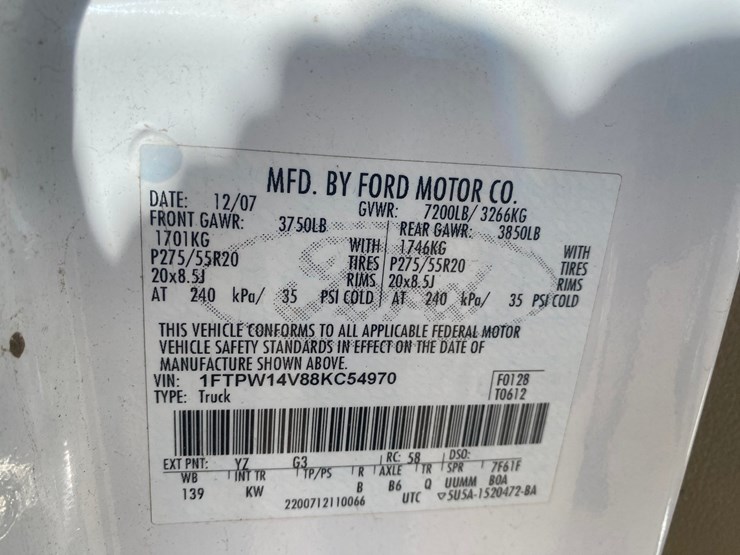 MFD. BY FORD MOTOR CO.
DATE: 12/07 GVWR: 7200LB/ 3266KG
FRONT GAWR: 3750LB REAR GAWR: 3850LB
1701KG WITH 1746KG WITH
P275/55R20 TIRES P275/55R20 TIRES
20x8.5J RIMS 20x8.5J RIMS
AT 240 kPa/ 35 PSI COLD AT 240 kPa/ 35 PSI COLD
Ford
THIS VEHICLE CONFORMS TO ALL APPLICABLE FEDERAL MOTOR
VEHICLE SAFETY STANDARDS IN EFFECT ON THE DATE OF
MANUFACTURE SHOWN ABOVE.
VIN: 1FTPW14V88KC54970 F0128
TYPE: Truck T0612
EXT PNT: YZ G3 RC: 58 DSO:
WB INT TR TP/PS R AXLE TR SPR 7F61F
139 KW B B6 Q UUMM BOA
2200712110066 UTC ▽5U5A-1520472-BA